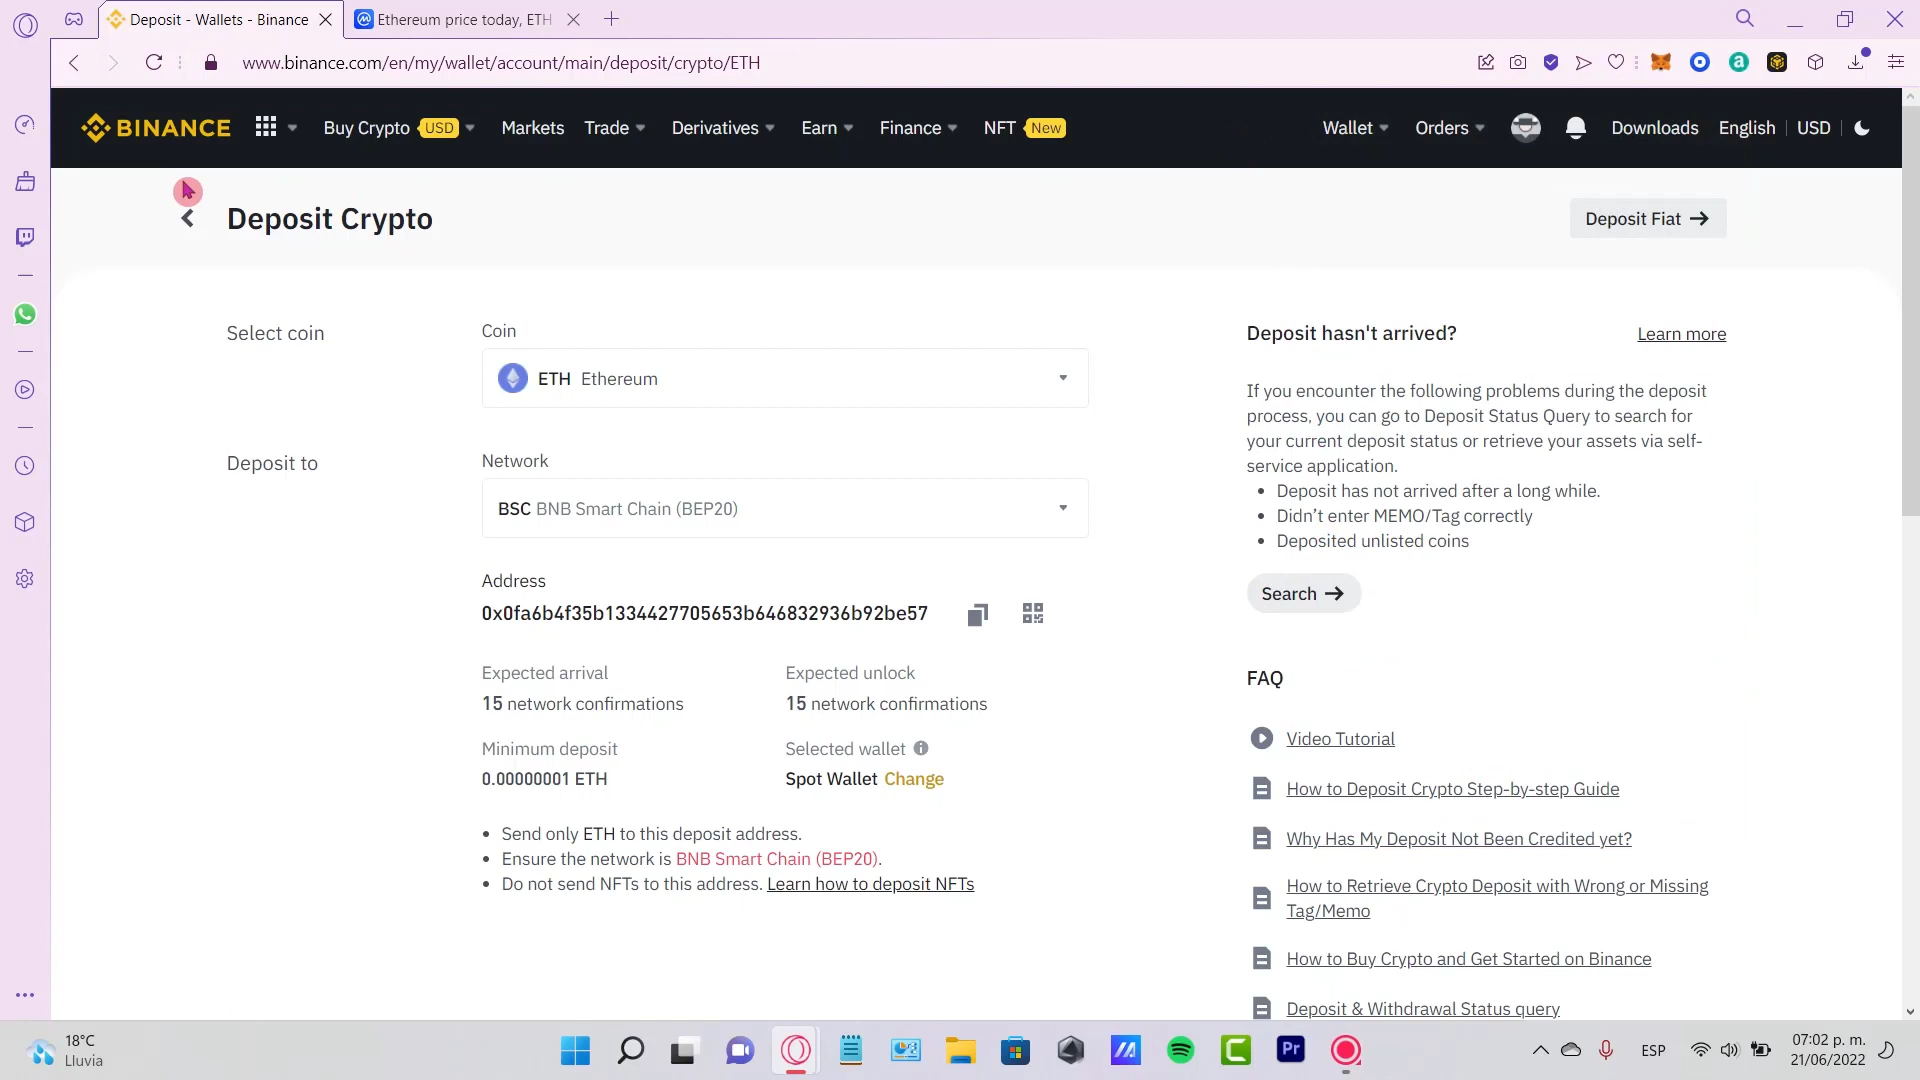 Deposit - Wallets - Binance
Ethereum price today, ETH
www.binance.com/en/my/wallet/account/main/deposit/crypto/ETH
BINANCE
Buy Crypto USD
Markets
Trade
Derivatives
Earn
Finance
NFT New
Wallet
Orders
Downloads
English
USD
Deposit Crypto
Deposit Fiat
Select coin
Coin
ETH Ethereum
Deposit to
Network
BSC BNB Smart Chain (BEP20)
Address
0x0fa6b4f35b1334427705653b646832936b92be57
Expected arrival
15 network confirmations
Expected unlock
15 network confirmations
Minimum deposit
0.00000001 ETH
Selected wallet
Spot Wallet Change
Send only ETH to this deposit address.
Ensure the network is BNB Smart Chain (BEP20).
Do not send NFTs to this address. Learn how to deposit NFTs
Deposit hasn't arrived?
Learn more
If you encounter the following problems during the deposit
process, you can go to Deposit Status Query to search for
your current deposit status or retrieve your assets via self-
service application.
Deposit has not arrived after a long while.
Didn’t enter MEMO/Tag correctly
Deposited unlisted coins
Search
FAQ
Video Tutorial
How to Deposit Crypto Step-by-step Guide
Why Has My Deposit Not Been Credited yet?
How to Retrieve Crypto Deposit with Wrong or Missing
Tag/Memo
How to Buy Crypto and Get Started on Binance
Deposit & Withdrawal Status query
18°C
Lluvia
Pr
ESP
07:02 p. m.
21/06/2022